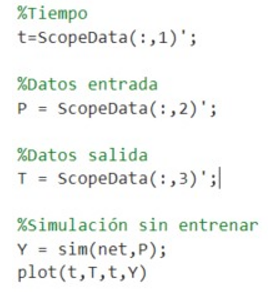 %Tiempo
t=ScopeData(:,1)';
%Datos entrada
P = ScopeData(:,2)';
%Datos salida
T = ScopeData(:,3)';
%Simulación sin entrenar
Y = sim(net,P);
plot(t,T,t,Y)